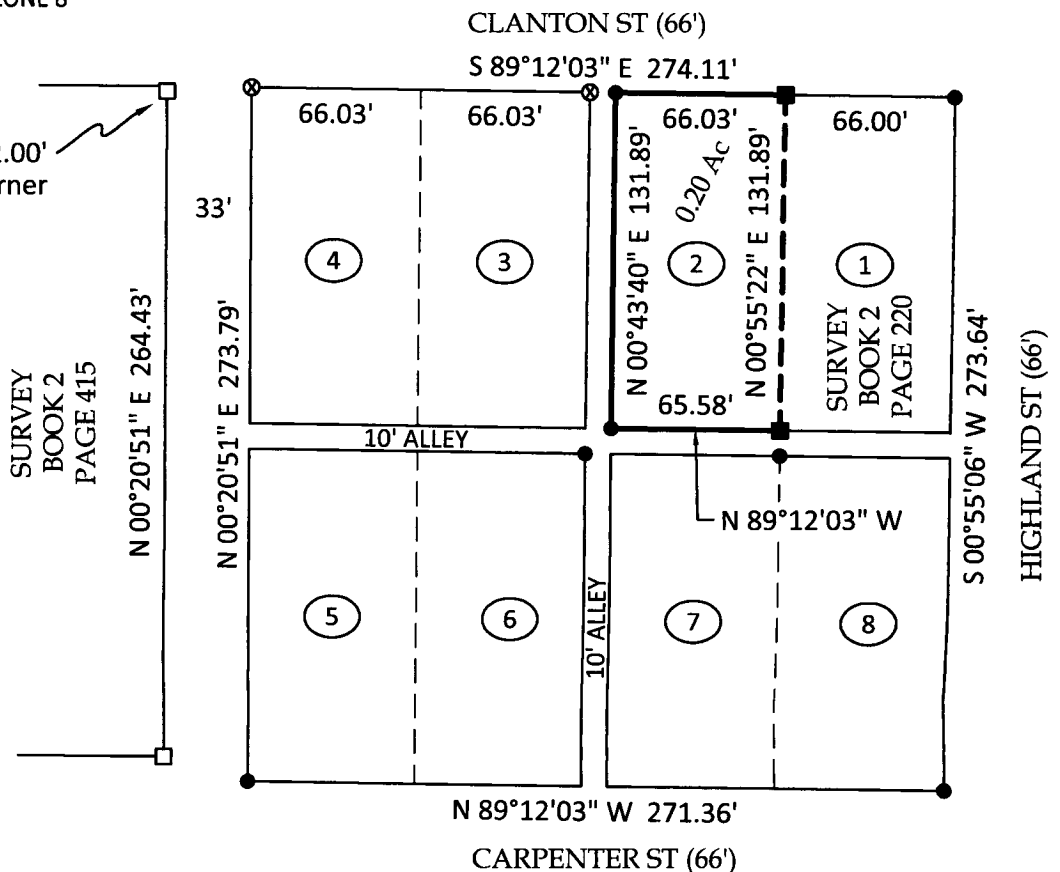 CLANTON ST (66')
S 89°12'03" E 274.11'
66.03'
66.03'
66.03'
66.00'
33'
4
3
2
1
0.20 Ac
N 00°43'40" E 131.89'
N 00°55'22" E 131.89'
SURVEY
BOOK 2
PAGE 220
65.58'
N 00°20'51" E 264.43'
N 00°20'51" E 273.79'
SURVEY
BOOK 2
PAGE 415
10' ALLEY
N 89°12'03" W
S 00°55'06" W 273.64'
HIGHLAND ST (66')
5
6
10' ALLEY
7
8
N 89°12'03" W 271.36'
CARPENTER ST (66')